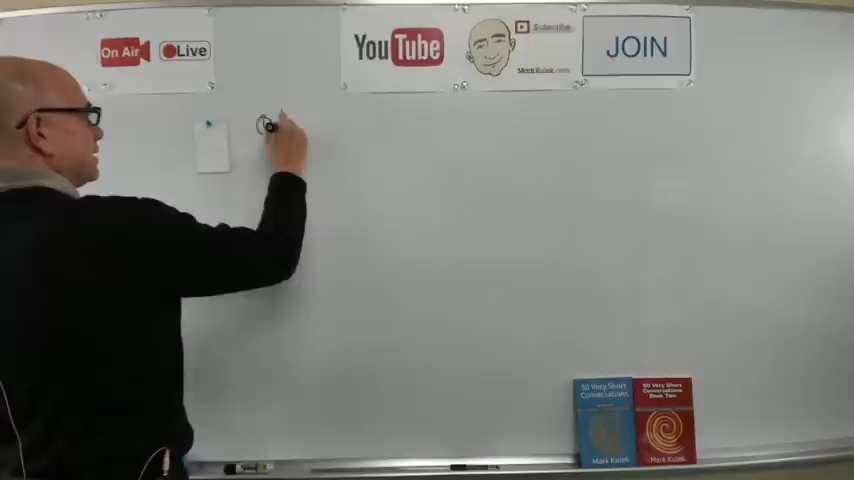 On Air Live
YouTube
Subscribe
MarkKulek.com
JOIN
50 Very Short
Conversations
Mark Kulek
50 Very Short
Conversations
Book Two
Mark Kulek